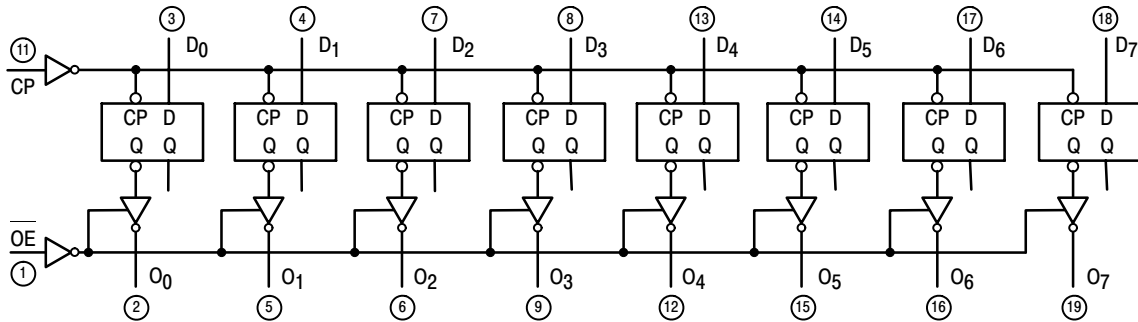 3 4 7 8 13 14 17 18
11 D0 D1 D2 D3 D4 D5 D6 D7
CP
CP D CP D CP D CP D CP D CP D CP D CP D
Q Q Q Q Q Q Q Q Q Q Q Q Q Q Q Q
OE
1 O0 O1 O2 O3 O4 O5 O6 O7
2 5 6 9 12 15 16 19